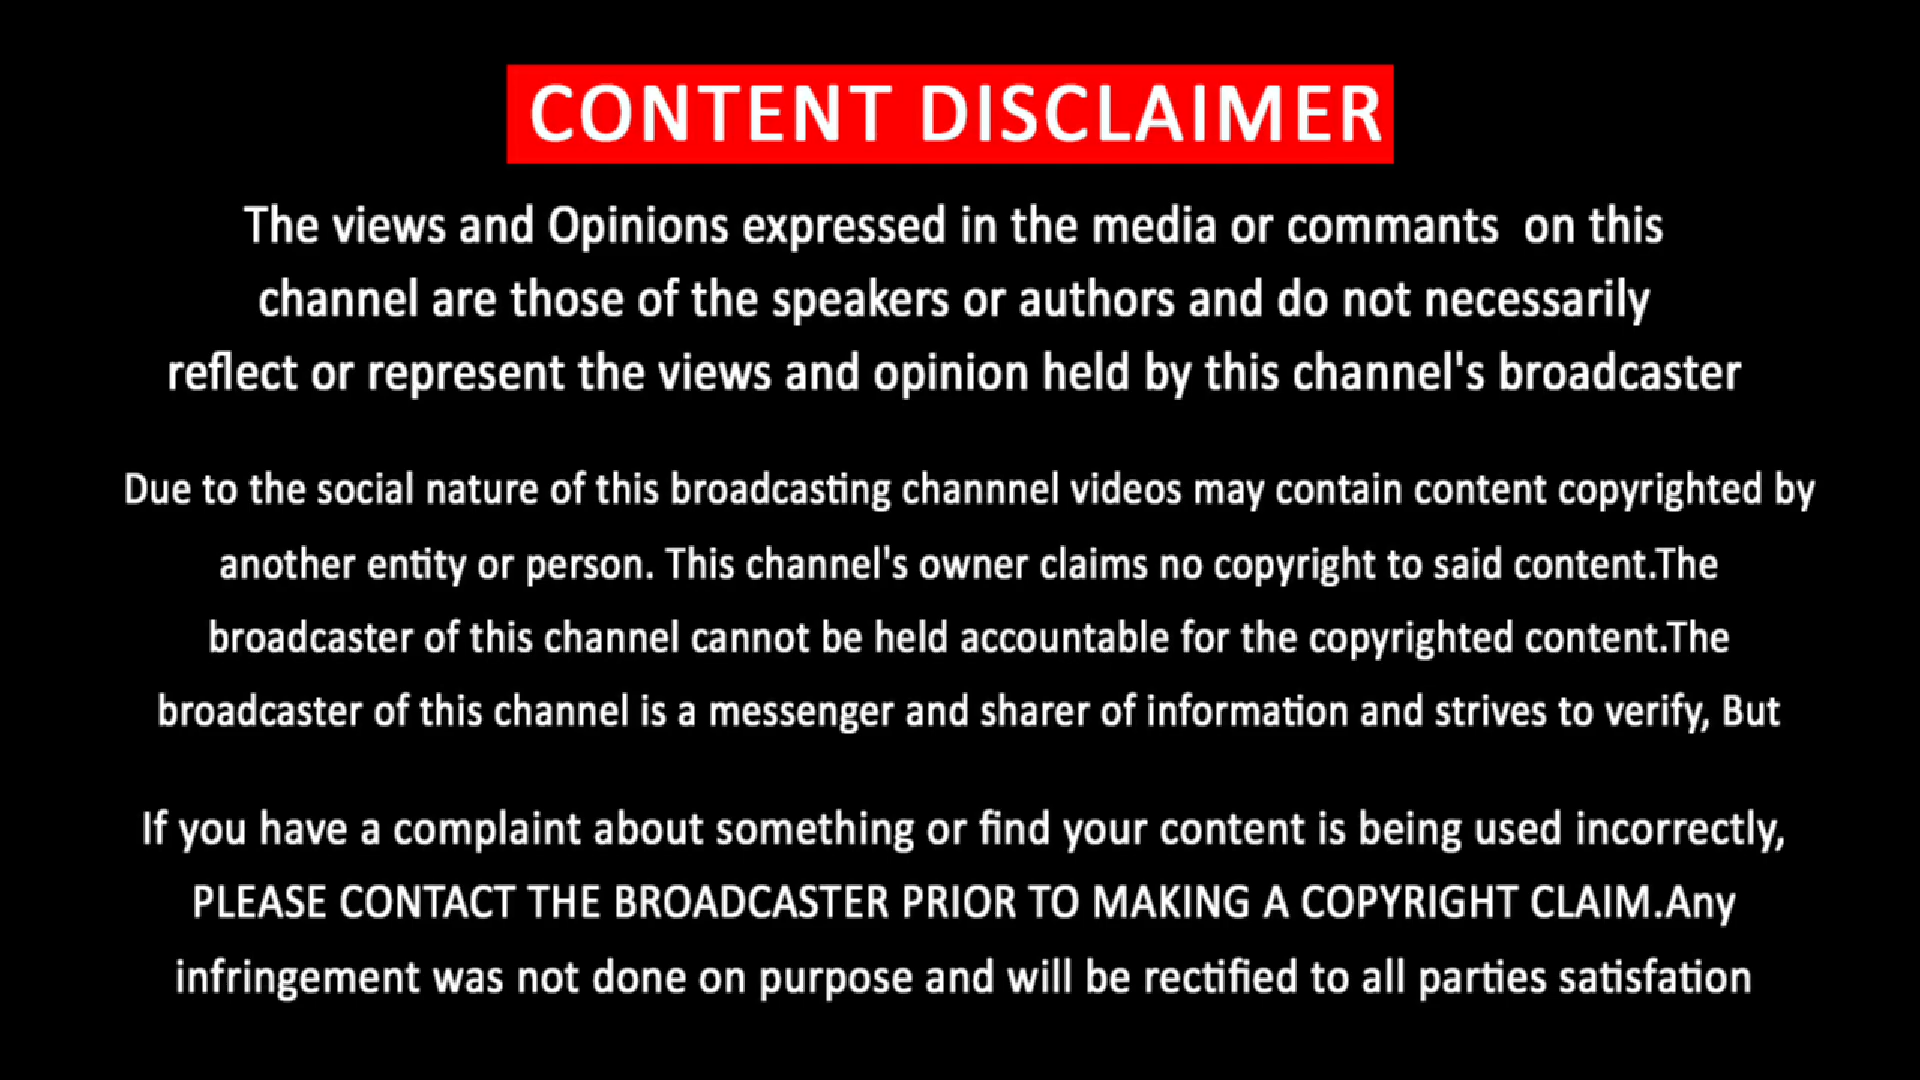 CONTENT DISCLAIMER
The views and Opinions expressed in the media or commants on this
channel are those of the speakers or authors and do not necessarily
reflect or represent the views and opinion held by this channel's broadcaster
Due to the social nature of this broadcasting channnel videos may contain content copyrighted by
another entity or person. This channel's owner claims no copyright to said content.The
broadcaster of this channel cannot be held accountable for the copyrighted content.The
broadcaster of this channel is a messenger and sharer of information and strives to verify, But
If you have a complaint about something or find your content is being used incorrectly,
PLEASE CONTACT THE BROADCASTER PRIOR TO MAKING A COPYRIGHT CLAIM.Any
infringement was not done on purpose and will be rectified to all parties satisfation